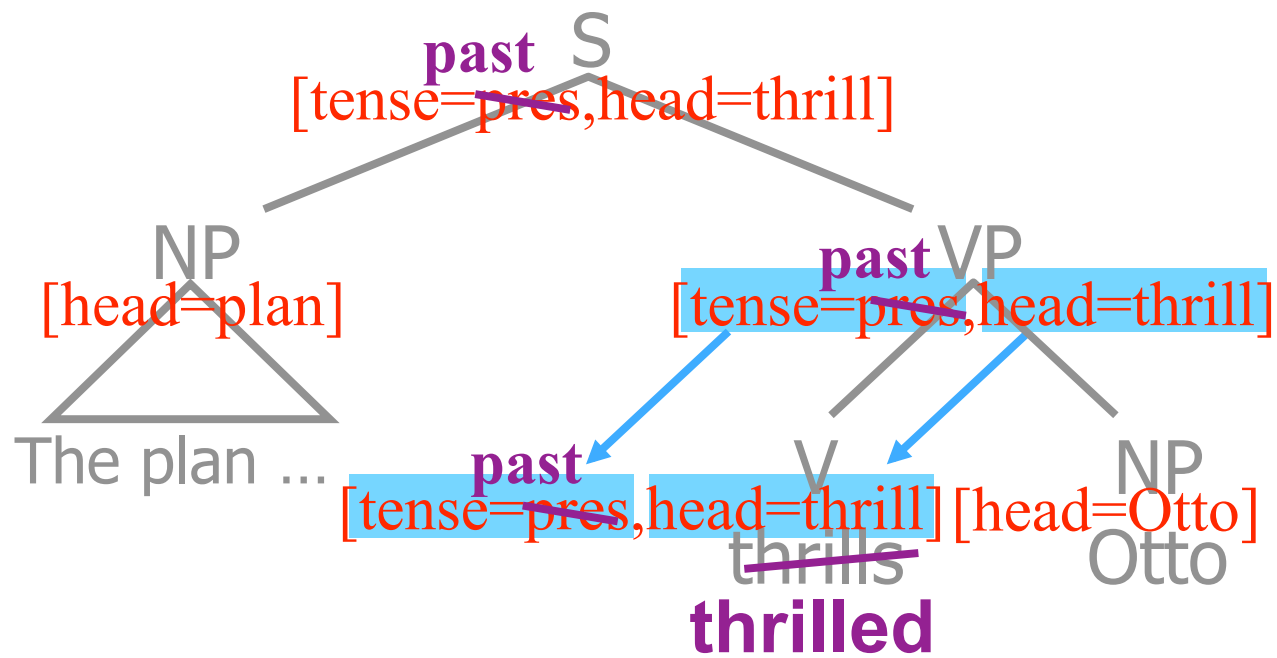 S
past
[tense=pres,head=thrill]
NP
VP
past
[head=plan]
[tense=pres,head=thrill]
The plan ...
past
V
NP
[tense=pres,head=thrill]
[head=Otto]
thrills
Otto
thrilled